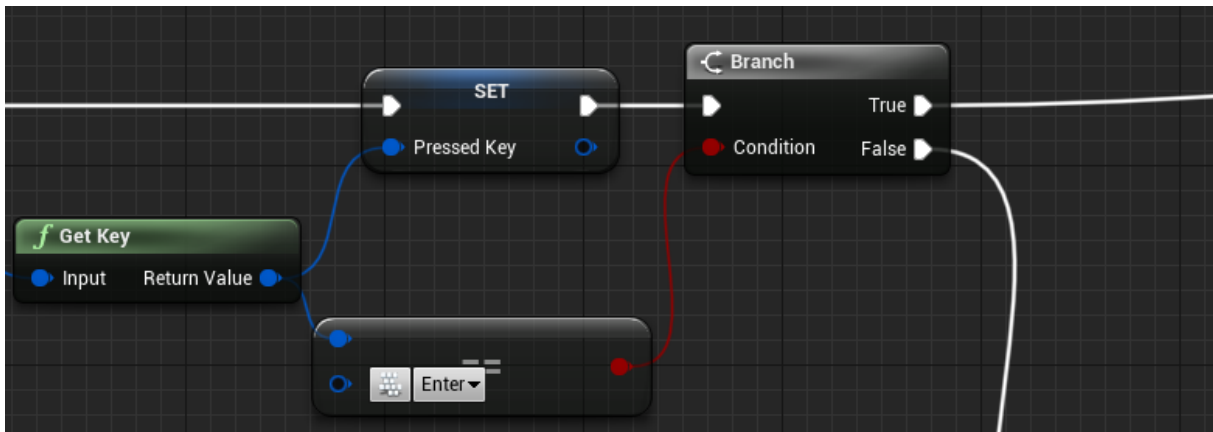 SET
Pressed Key
Branch
True
Condition
False
Get Key
Input
Return Value
==
Enter